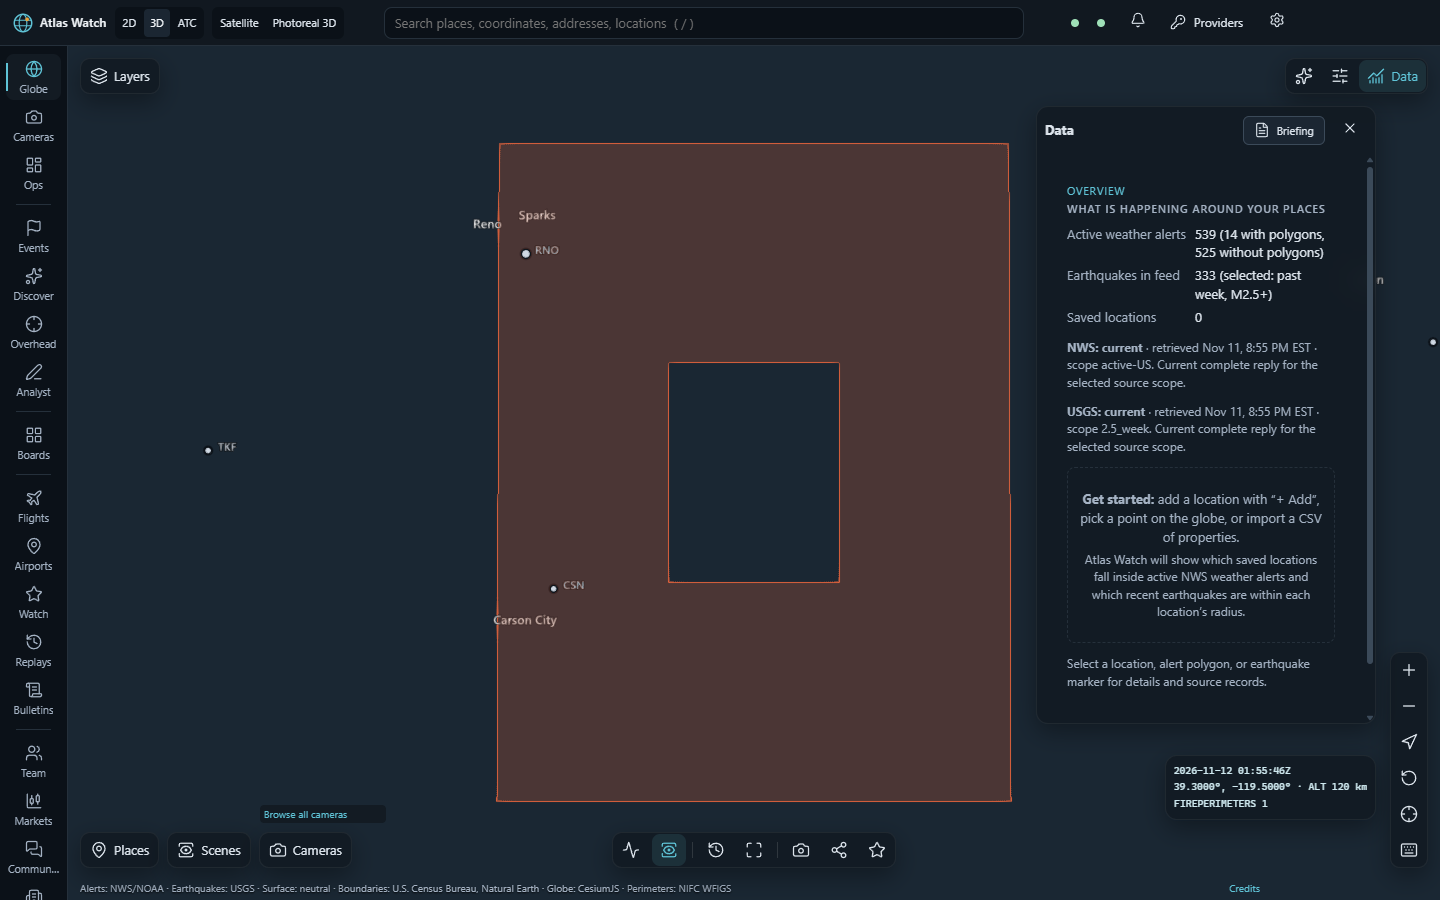 Atlas Watch
2D 3D ATC
Satellite Photoreal 3D
Search places, coordinates, addresses, locations ( / )
Providers
Globe
Cameras
Ops
Events
Discover
Overhead
Analyst
Boards
Flights
Airports
Watch
Replays
Bulletins
Team
Markets
Commun...
Layers
Data
Reno
Sparks
RNO
TKF
CSN
Carson City
n
Data
Briefing
OVERVIEW
WHAT IS HAPPENING AROUND YOUR PLACES
Active weather alerts 539 (14 with polygons,
525 without polygons)
Earthquakes in feed 333 (selected: past
week, M2.5+)
Saved locations 0
NWS: current · retrieved Nov 11, 8:55 PM EST ·
scope active-US. Current complete reply for the
selected source scope.
USGS: current · retrieved Nov 11, 8:55 PM EST ·
scope 2.5_week. Current complete reply for the
selected source scope.
Get started: add a location with “+ Add”,
pick a point on the globe, or import a CSV
of properties.
Atlas Watch will show which saved locations
fall inside active NWS weather alerts and
which recent earthquakes are within each
location’s radius.
Select a location, alert polygon, or earthquake
marker for details and source records.
2026-11-12 01:55:46Z
39.3000°, -119.5000° · ALT 120 km
FIREPERIMETERS 1
Browse all cameras
Places
Scenes
Cameras
Alerts: NWS/NOAA · Earthquakes: USGS · Surface: neutral · Boundaries: U.S. Census Bureau, Natural Earth · Globe: CesiumJS · Perimeters: NIFC WFIGS
Credits